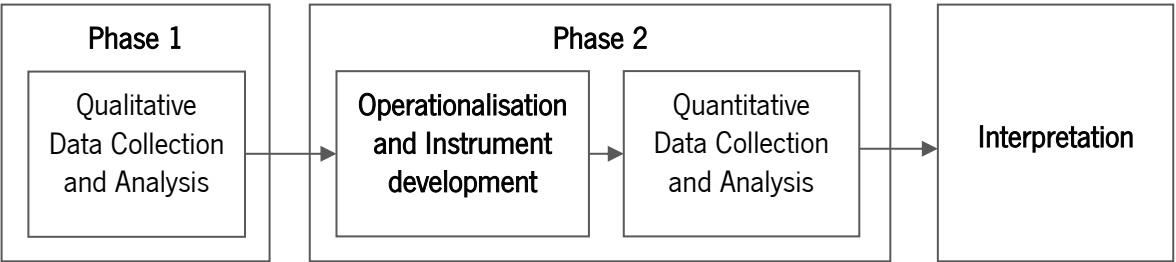 Phase 1
Qualitative
Data Collection
and Analysis
Phase 2
Operationalisation
and Instrument
development
Quantitative
Data Collection
and Analysis
Interpretation